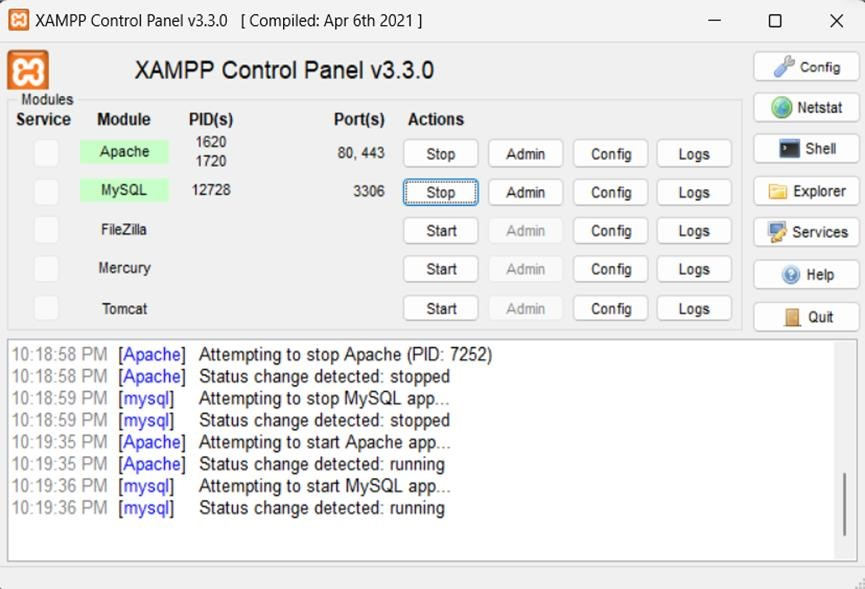 XAMPP Control Panel v3.3.0 [ Compiled: Apr 6th 2021 ]
XAMPP Control Panel v3.3.0
Config
Modules
Service Module PID(s) Port(s) Actions
Netstat
Apache 1620 1720 80, 443 Stop Admin Config Logs
Shell
MySQL 12728 3306 Stop Admin Config Logs
Explorer
FileZilla Start Admin Config Logs
Services
Mercury Start Admin Config Logs
Help
Tomcat Start Admin Config Logs
Quit
10:18:58 PM [Apache] Attempting to stop Apache (PID: 7252)
10:18:58 PM [Apache] Status change detected: stopped
10:18:59 PM [mysql] Attempting to stop MySQL app...
10:18:59 PM [mysql] Status change detected: stopped
10:19:35 PM [Apache] Attempting to start Apache app...
10:19:35 PM [Apache] Status change detected: running
10:19:36 PM [mysql] Attempting to start MySQL app...
10:19:36 PM [mysql] Status change detected: running